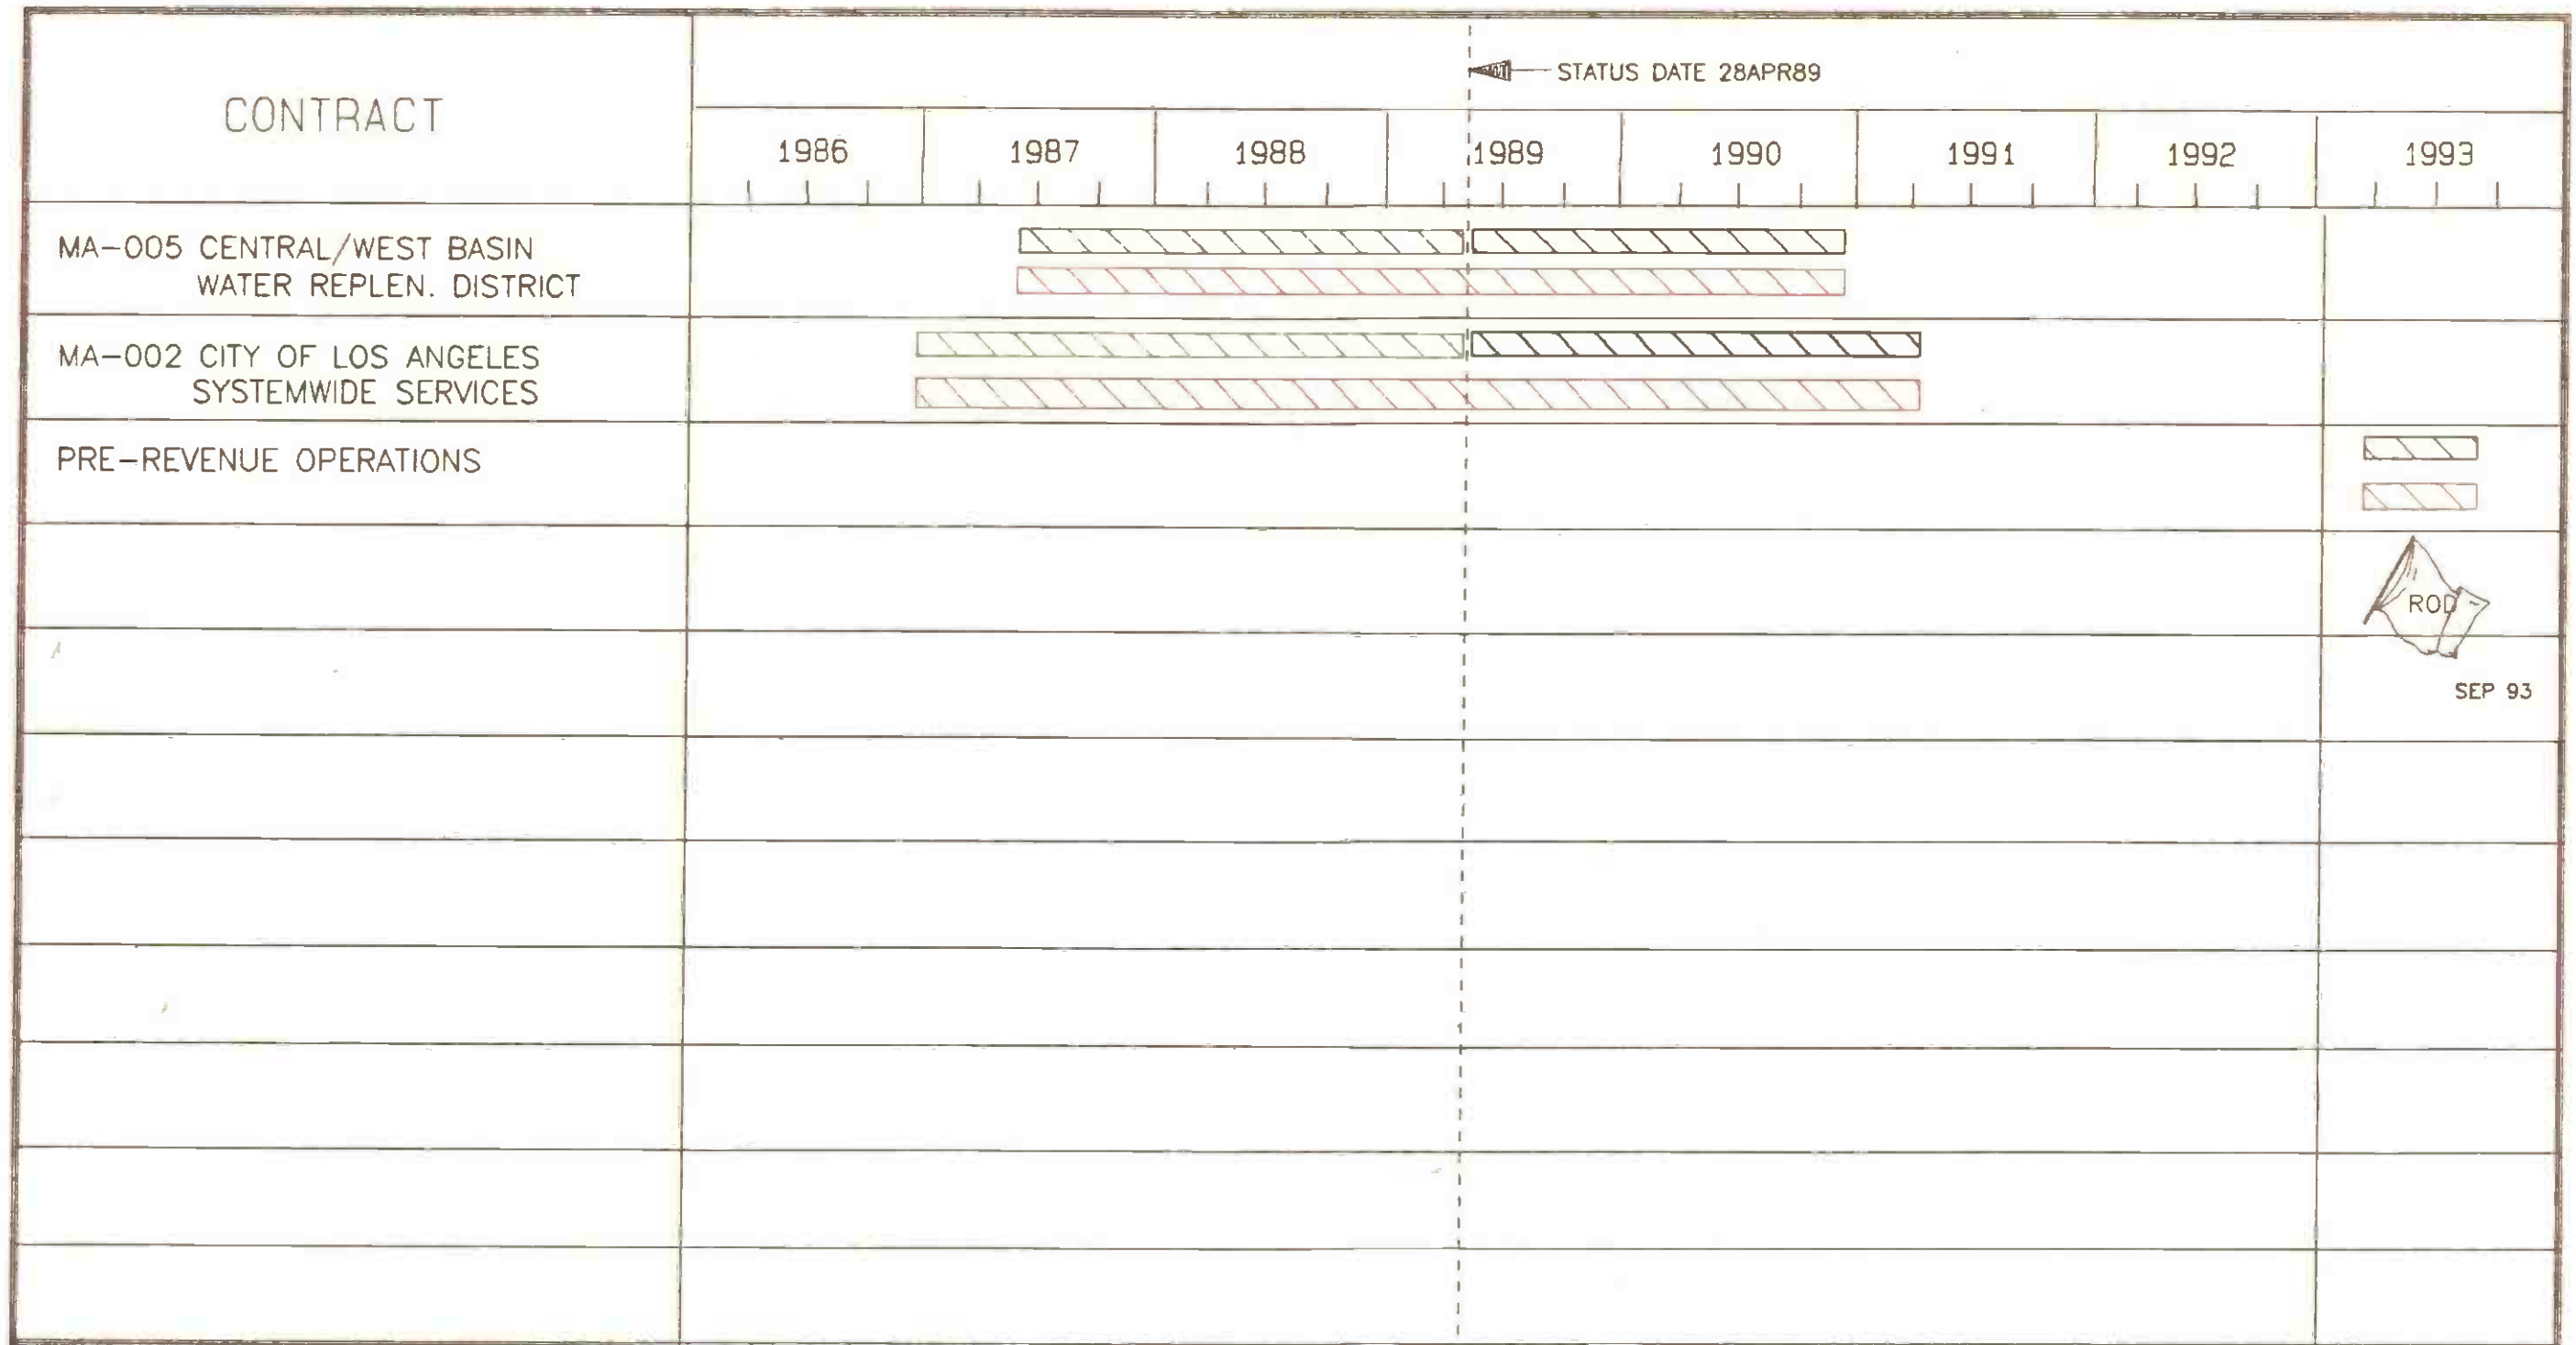 CONTRACT
STATUS DATE 28APR89
1986 1987 1988 1989 1990 1991 1992 1993
MA-005 CENTRAL/WEST BASIN
WATER REPLEN. DISTRICT
MA-002 CITY OF LOS ANGELES
SYSTEMWIDE SERVICES
PRE-REVENUE OPERATIONS
ROD
SEP 93